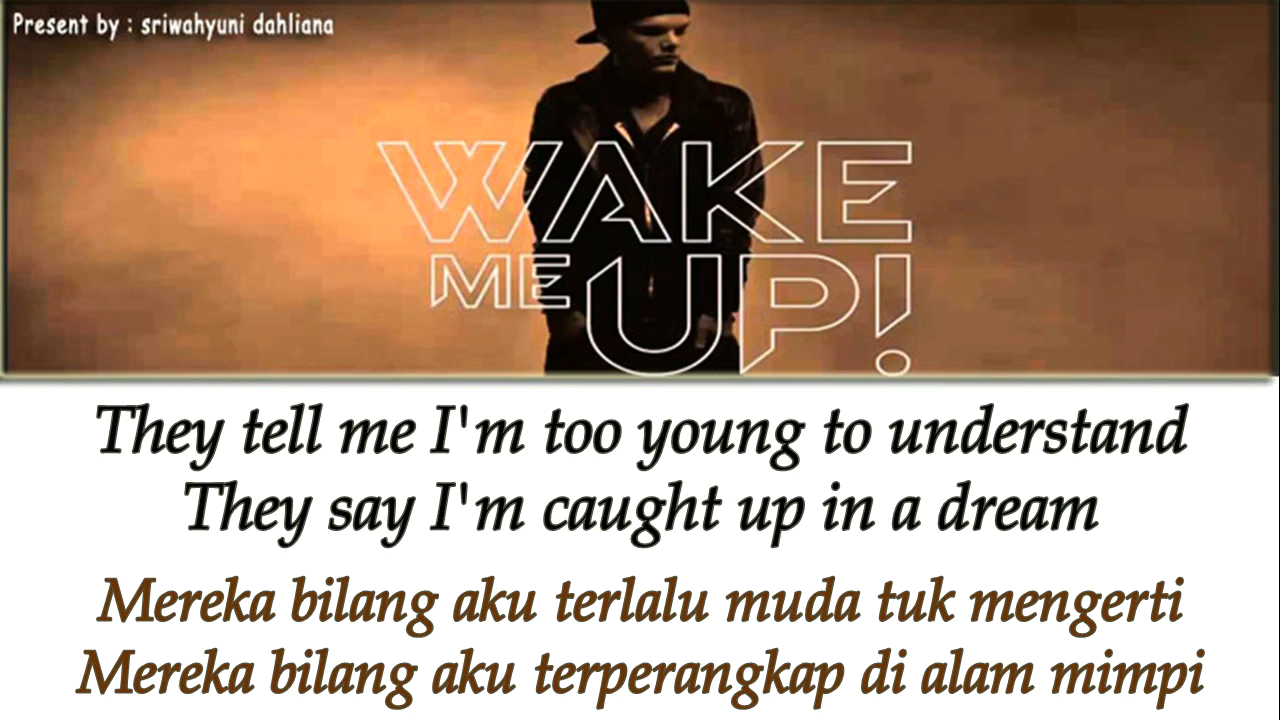 Present by : sriwahyuni dahliana
WAKE
ME UP!
They tell me I'm too young to understand
They say I'm caught up in a dream
Mereka bilang aku terlalu muda tuk mengerti
Mereka bilang aku terperangkap di alam mimpi